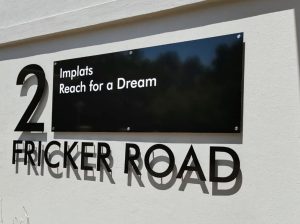 Implats
Reach for a Dream
2
FRICKER ROAD